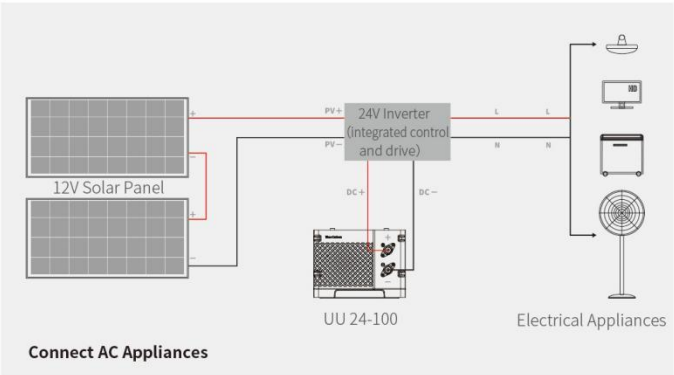 +
PV+
24V Inverter
(integrated control
and drive)
L
L
PV−
N
N
−
12V Solar Panel
DC+
DC−
+
+
−
−
UU 24-100
Electrical Appliances
Connect AC Appliances